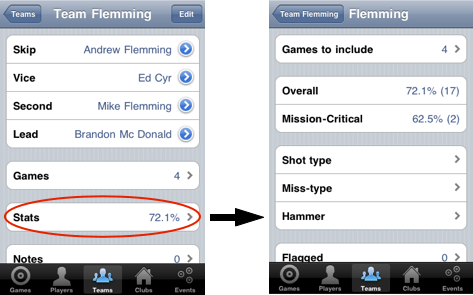 Teams Team Flemming Edit
Skip Andrew Flemming
Vice Ed Cyr
Second Mike Flemming
Lead Brandon Mc Donald
Games 4
Stats 72.1%
Notes 0
Games Players Teams Clubs Events
Team Flemming Flemming
Games to include 4
Overall 72.1% (17)
Mission-Critical 62.5% (2)
Shot type
Miss-type
Hammer
Flagged 0
Games Players Teams Clubs Events